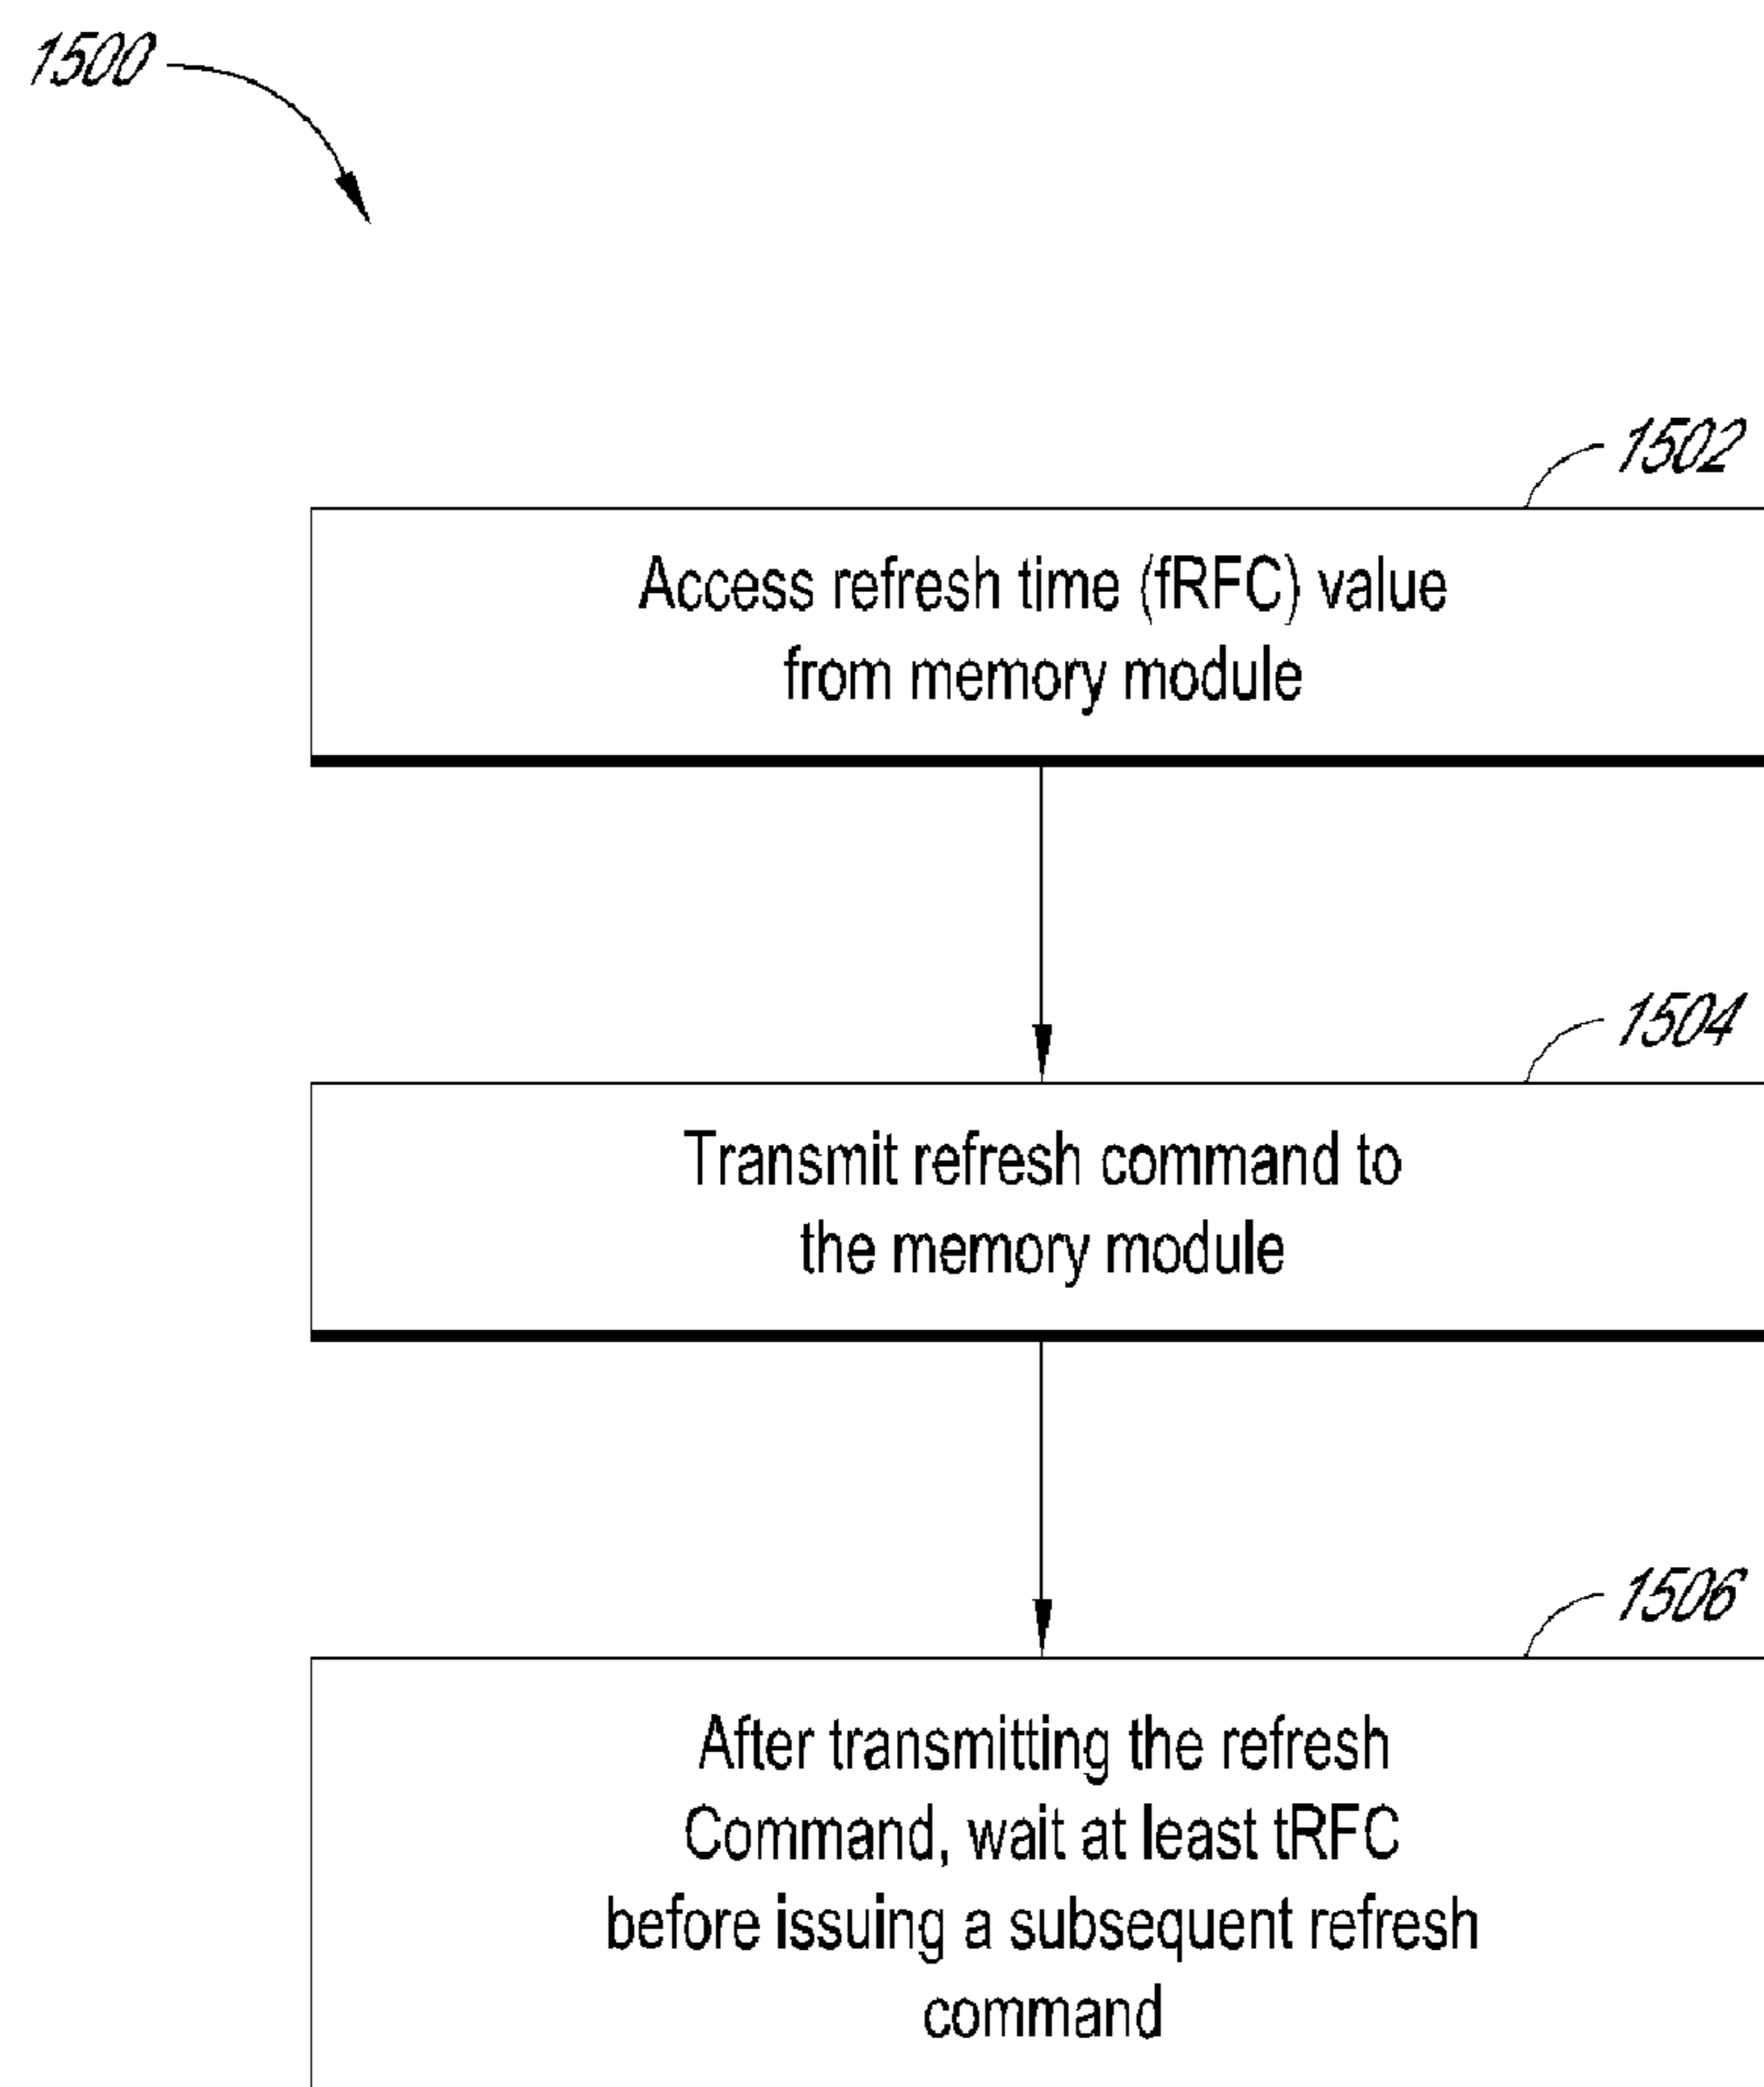 1500
1502
Access refresh time (fRFC) value
from memory module
1504
Transmit refresh command to
the memory module
1506
After transmitting the refresh
Command, wait at least tRFC
before issuing a subsequent refresh
command